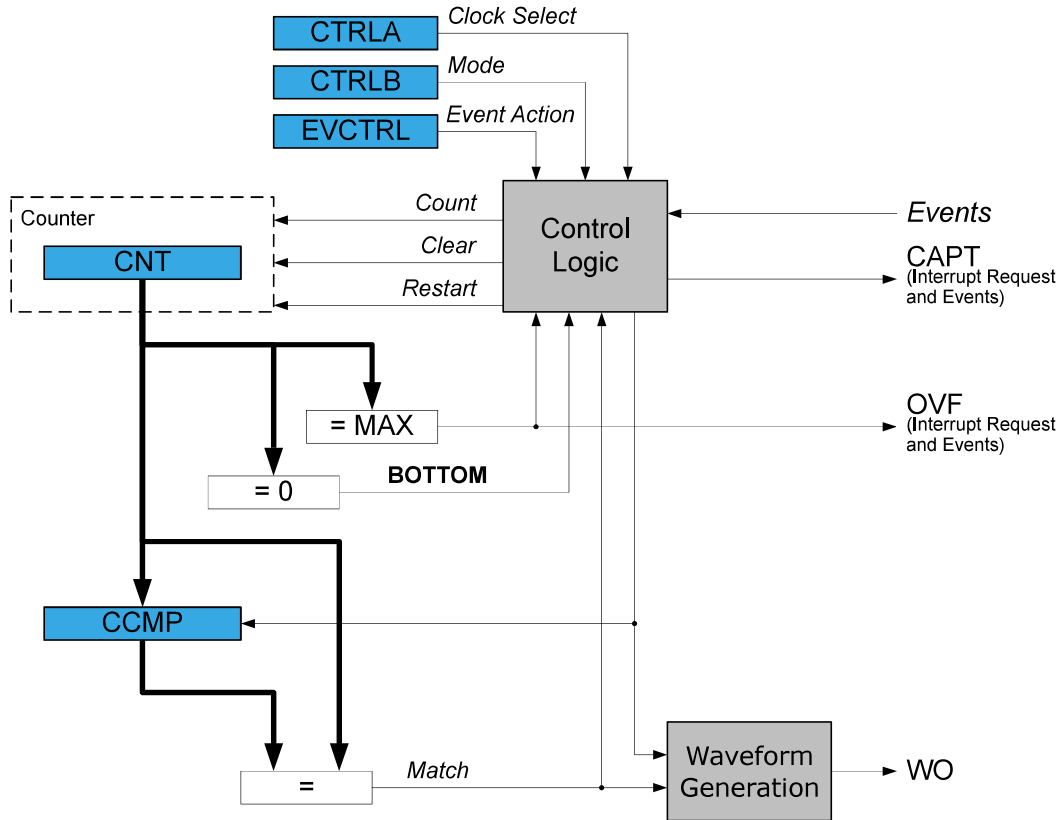 CTRLA
Clock Select
CTRLB
Mode
EVCTRL
Event Action
Counter
CNT
Count
Clear
Restart
Control
Logic
Events
CAPT
(Interrupt Request
and Events)
= MAX
OVF
(Interrupt Request
and Events)
= 0
BOTTOM
CCMP
=
Match
Waveform
Generation
WO